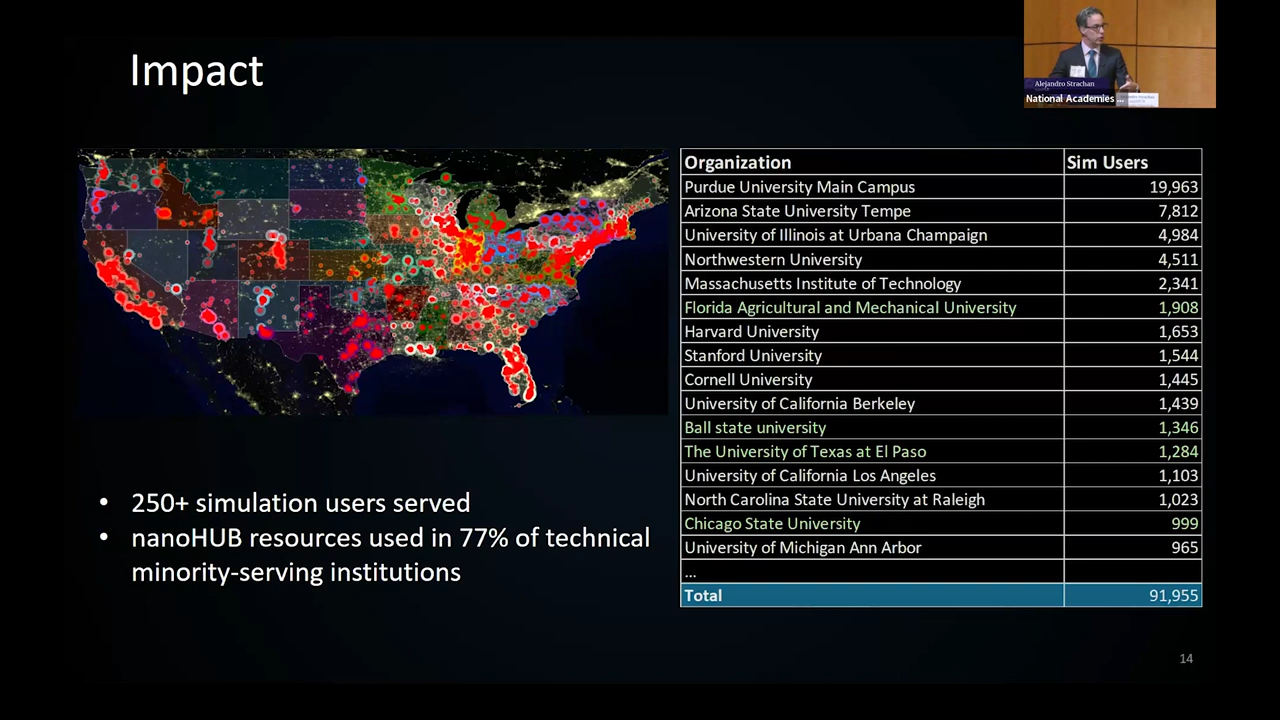 Impact
Alejandro Strachan
National Academies ...
Organization Sim Users
Purdue University Main Campus 19,963
Arizona State University Tempe 7,812
University of Illinois at Urbana Champaign 4,984
Northwestern University 4,511
Massachusetts Institute of Technology 2,341
Florida Agricultural and Mechanical University 1,908
Harvard University 1,653
Stanford University 1,544
Cornell University 1,445
University of California Berkeley 1,439
Ball state university 1,346
The University of Texas at El Paso 1,284
University of California Los Angeles 1,103
North Carolina State University at Raleigh 1,023
Chicago State University 999
University of Michigan Ann Arbor 965
...
Total 91,955
• 250+ simulation users served
• nanoHUB resources used in 77% of technical
minority-serving institutions
14